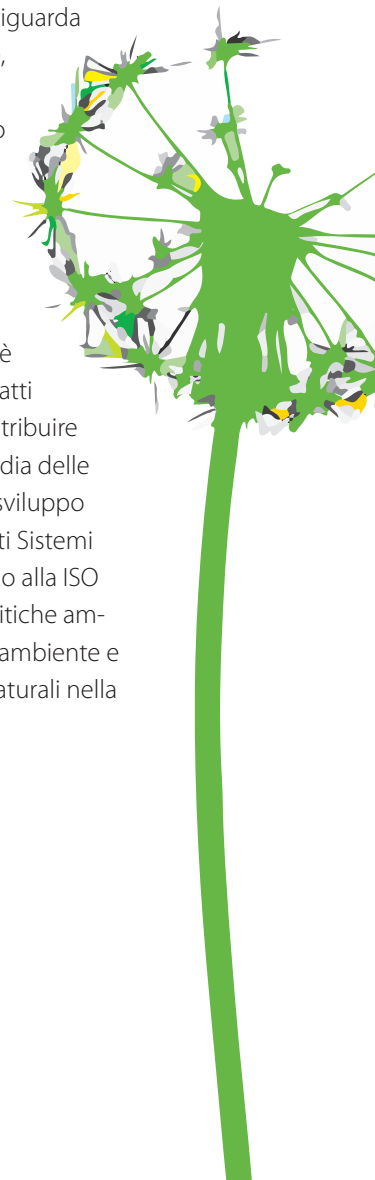 iguarda
,
o
è
atti
tribuire
dia delle
sviluppo
ti Sistemi
o alla ISO
itiche am-
ambiente e
aturali nella